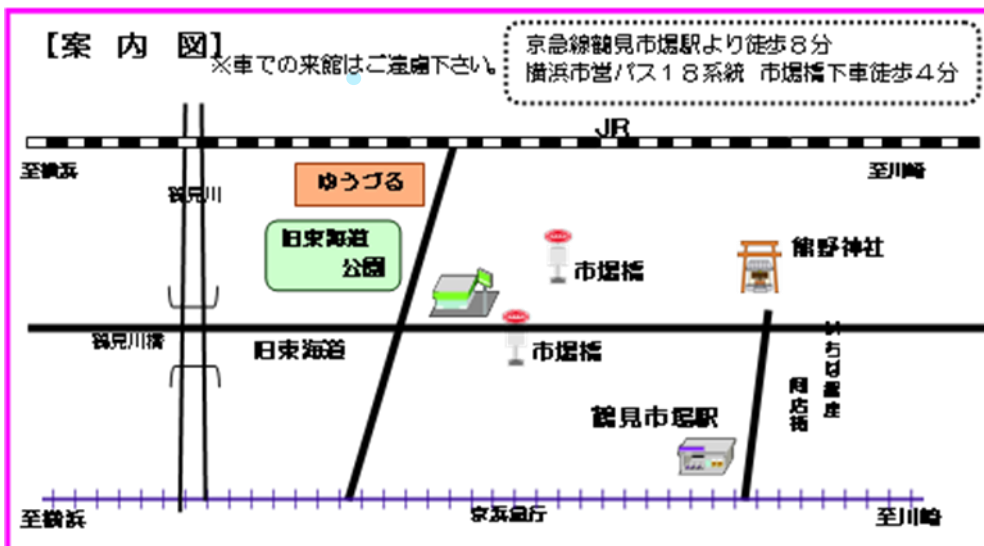 【案 内 図】
※車での来館はご遠慮下さい。
京急線鶴見市場駅より徒歩8分
横浜市営バス18系統 市場橋下車徒歩4分
JR
至横浜
至川崎
鶴見川
ゆうづる
旧東海道
公園
市場橋
熊野神社
鶴見川橋
旧東海道
市場橋
いちば銀座
商店街
鶴見市場駅
至横浜
京浜急行
至川崎